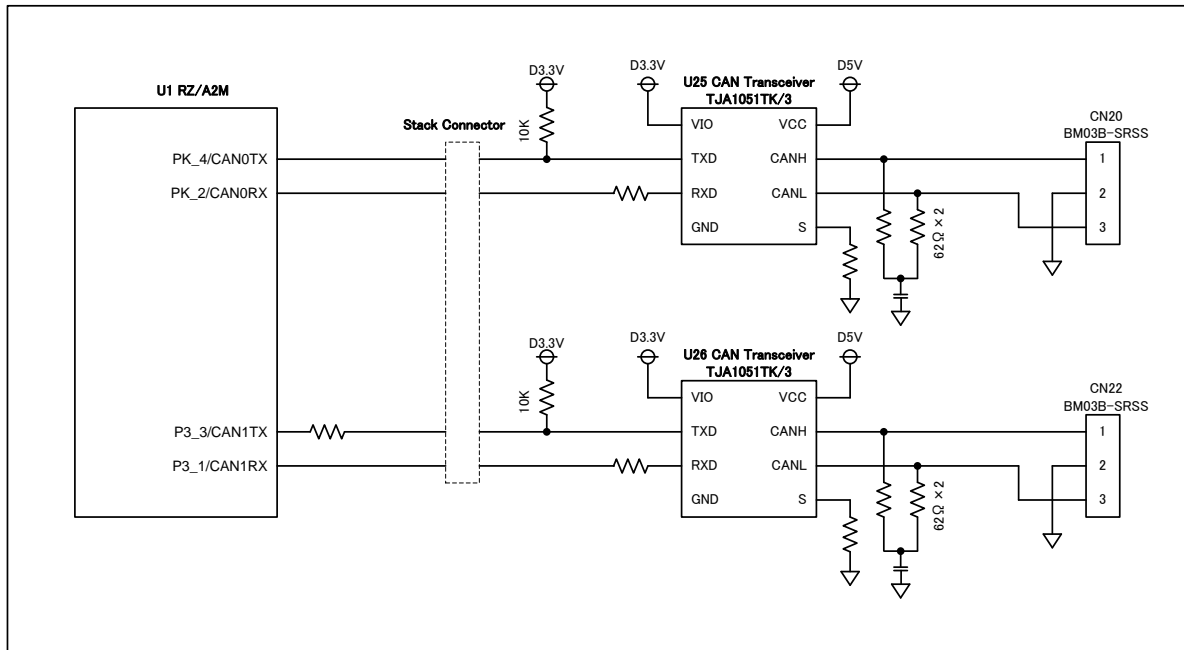 U1 RZ/A2M
Stack Connector
PK_4/CAN0TX
PK_2/CAN0RX
P3_3/CAN1TX
P3_1/CAN1RX
D3.3V
10K
D3.3V
U25 CAN Transceiver
TJA1051TK/3
D5V
VIO
VCC
TXD
CANH
RXD
CANL
GND
S
62Ω×2
CN20
BM03B-SRSS
1
2
3
D3.3V
10K
D3.3V
U26 CAN Transceiver
TJA1051TK/3
D5V
VIO
VCC
TXD
CANH
RXD
CANL
GND
S
62Ω×2
CN22
BM03B-SRSS
1
2
3